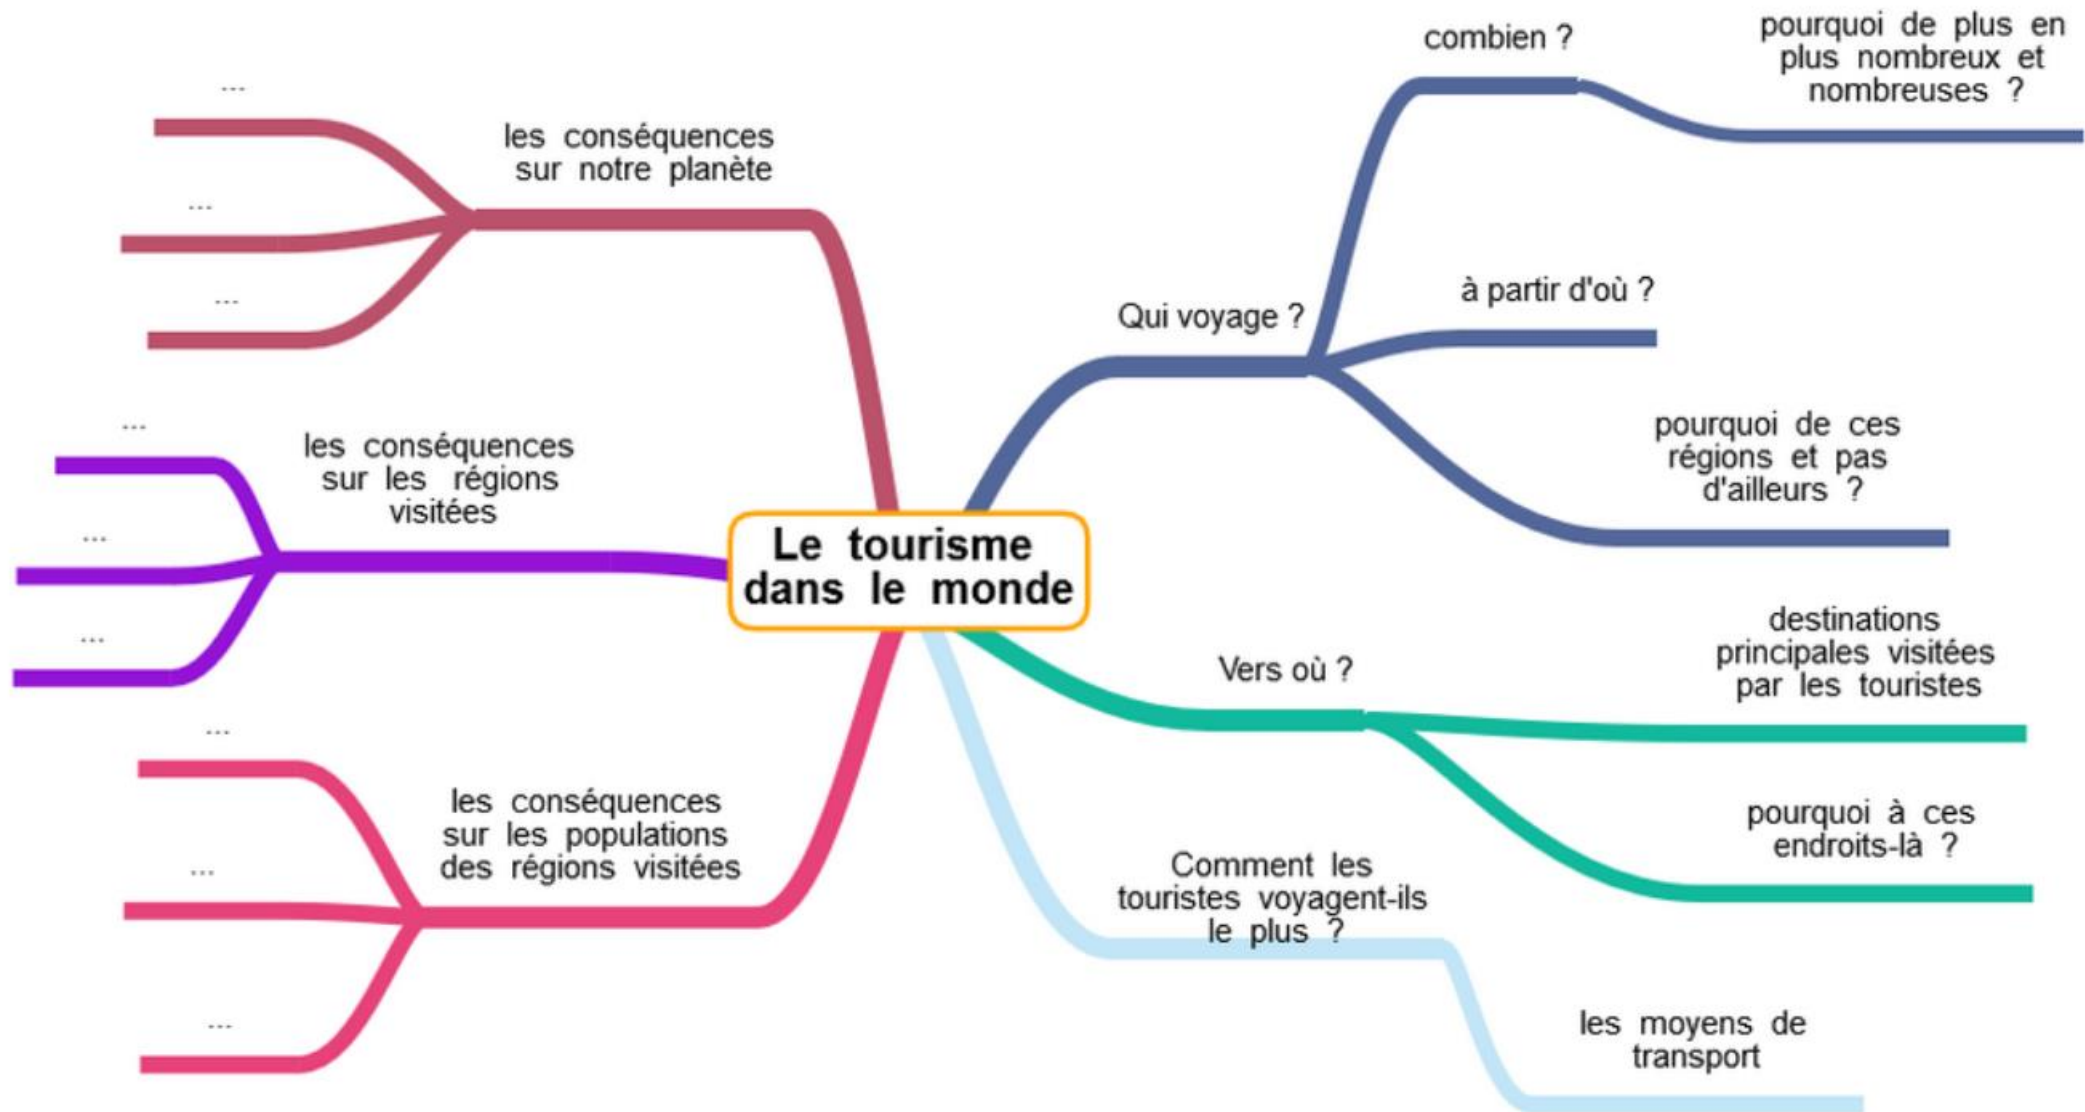 Le tourisme
dans le monde
Qui voyage ?
combien ?
pourquoi de plus en
plus nombreux et
nombreuses ?
à partir d'où ?
pourquoi de ces
régions et pas
d'ailleurs ?
Vers où ?
destinations
principales visitées
par les touristes
pourquoi à ces
endroits-là ?
Comment les
touristes voyagent-ils
le plus ?
les moyens de
transport
les conséquences
sur notre planète
...
...
...
les conséquences
sur les régions
visitées
...
...
...
les conséquences
sur les populations
des régions visitées
...
...
...